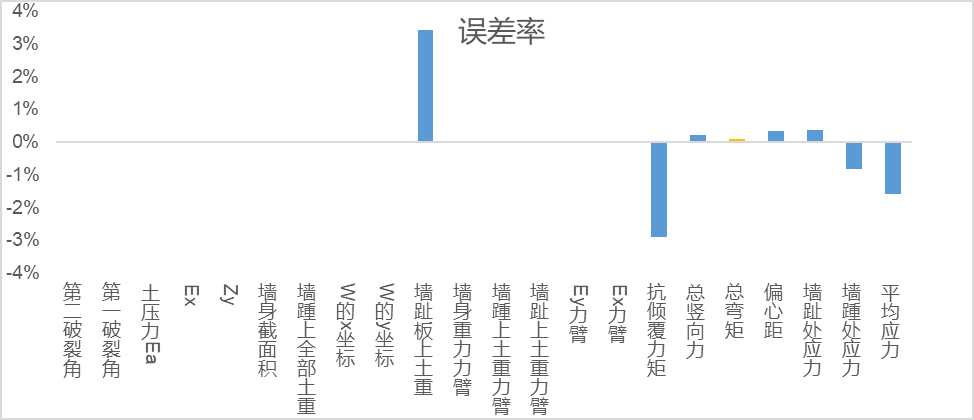 误差率
4%
3%
2%
1%
0%
-1%
-2%
-3%
-4%
第二破裂角
第一破裂角
土压力Ea
Ex
Zy
墙身截面积
墙踵上全部土重
W的x坐标
W的y坐标
墙趾板上土重
墙身重力力臂
墙踵上土重力臂
墙趾上土重力臂
Ey力臂
Ex力臂
抗倾覆力矩
总竖向力
总弯矩
偏心距
墙趾处应力
墙踵处应力
平均应力